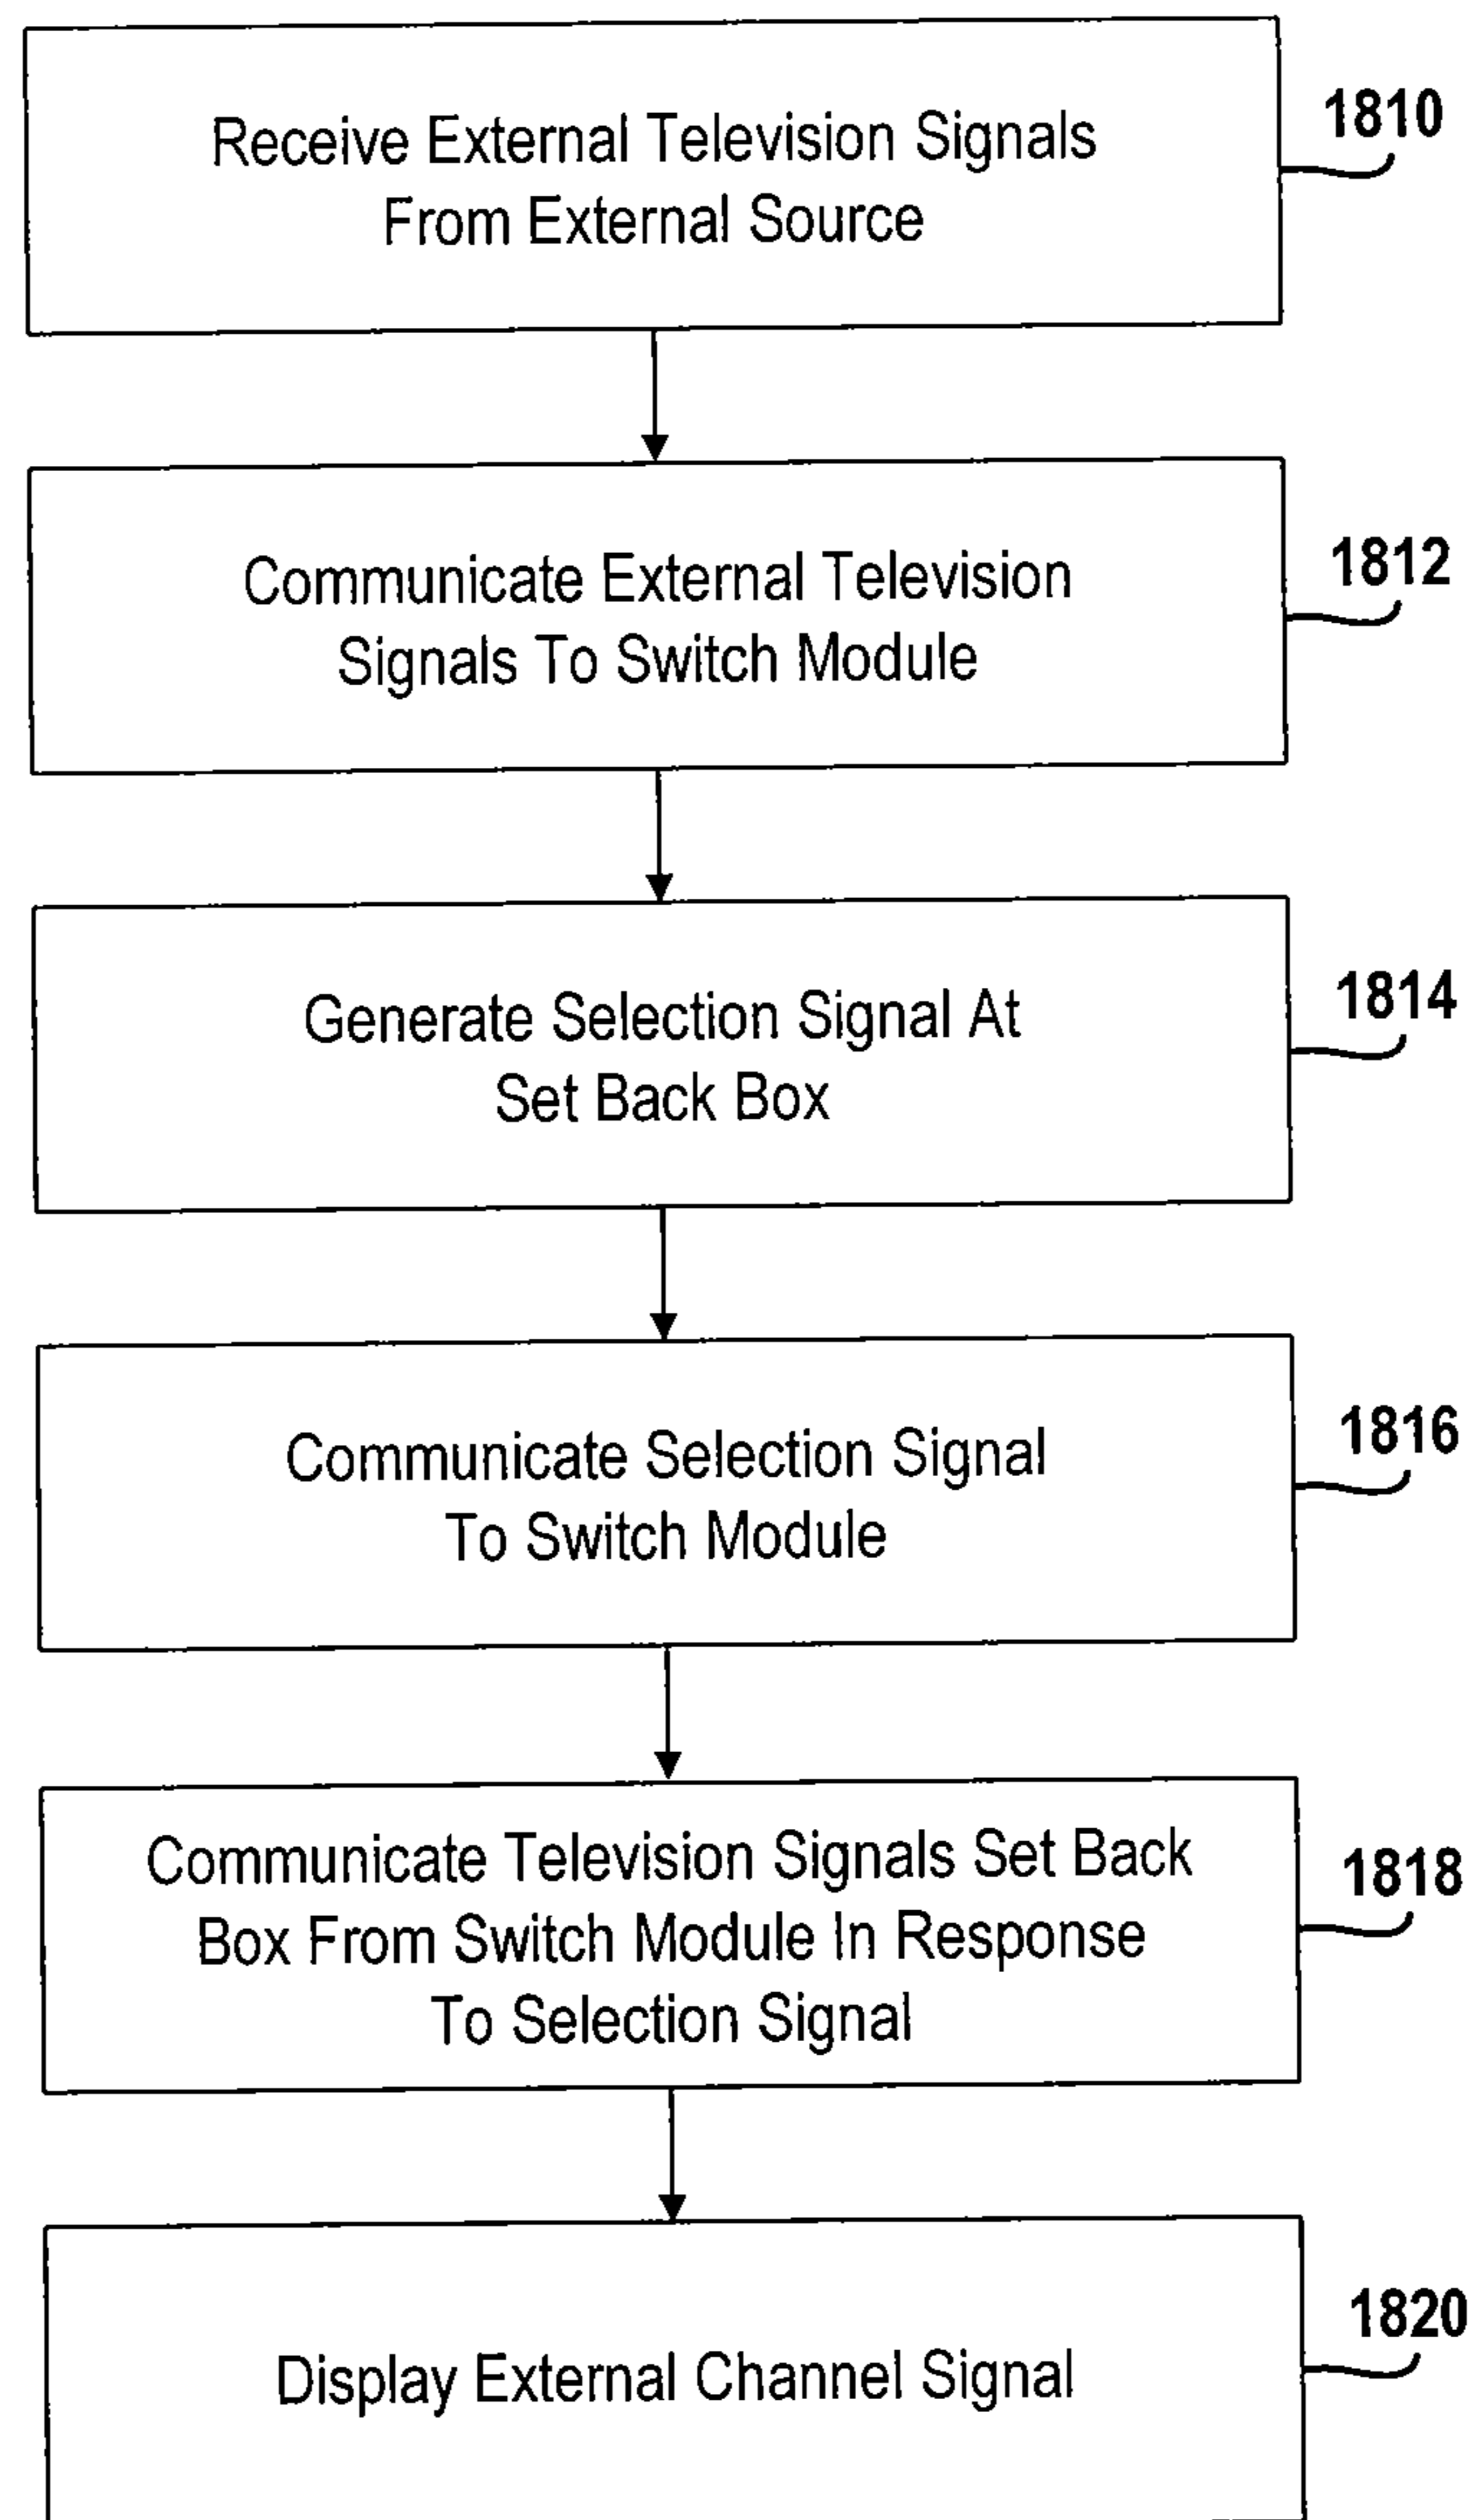 Receive External Television Signals
From External Source
1810
Communicate External Television
Signals To Switch Module
1812
Generate Selection Signal At
Set Back Box
1814
Communicate Selection Signal
To Switch Module
1816
Communicate Television Signals Set Back
Box From Switch Module In Response
To Selection Signal
1818
Display External Channel Signal
1820